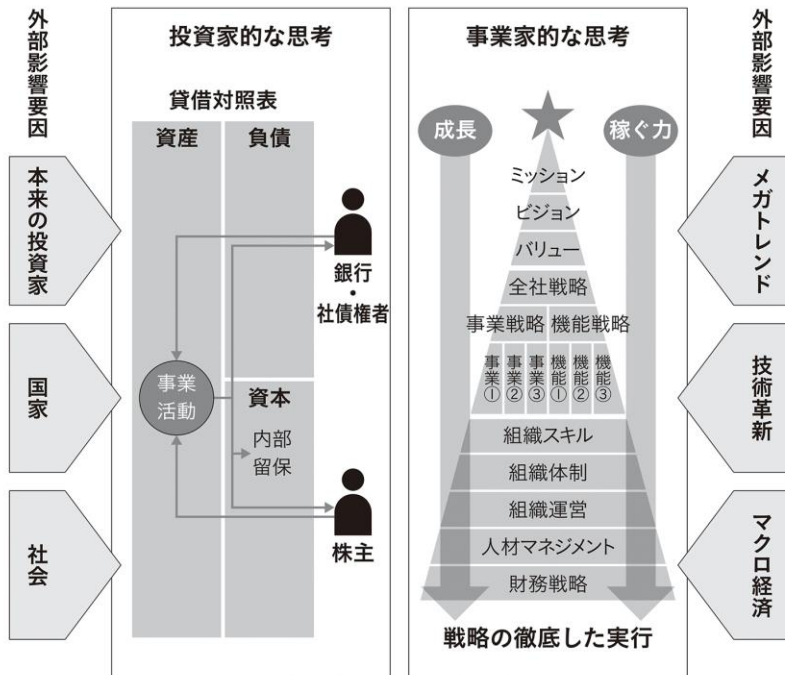 外部影響要因
本来の投資家
国家
社会
投資家的な思考
貸借対照表
資産
負債
銀行
・
社債権者
事業
活動
資本
内部
留保
株主
事業家的な思考
成長
稼ぐ力
ミッション
ビジョン
バリュー
全社戦略
事業戦略
機能戦略
事業①
事業②
事業③
機能①
機能②
機能③
組織スキル
組織体制
組織運営
人材マネジメント
財務戦略
戦略の徹底した実行
外部影響要因
メガトレンド
技術革新
マクロ経済